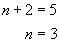 n + 2 = 5
n = 3